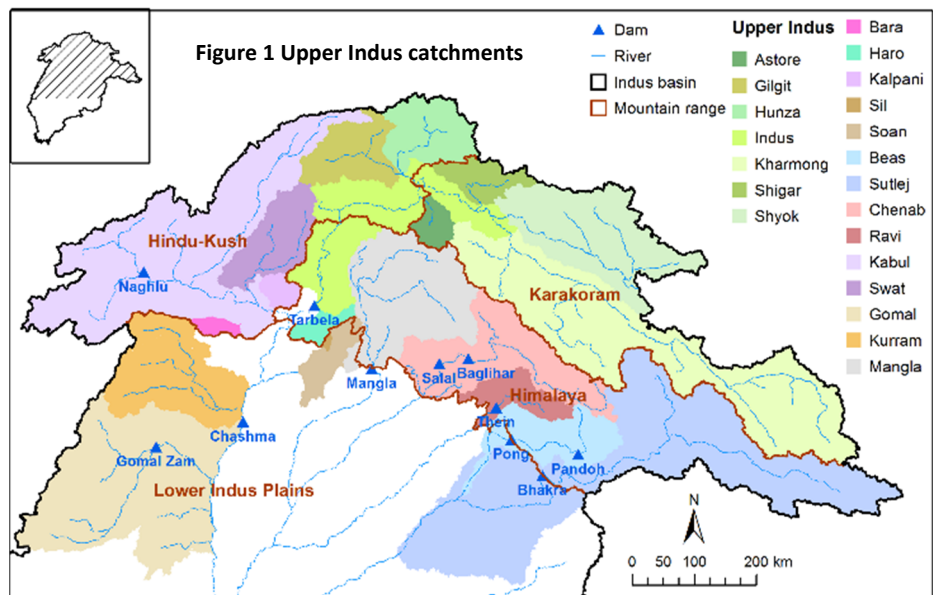 Figure 1 Upper Indus catchments
Dam
River
Indus basin
Mountain range
Upper Indus
Astore
Gilgit
Hunza
Indus
Kharmong
Shigar
Shyok
Bara
Haro
Kalpani
Sil
Soan
Beas
Sutlej
Chenab
Ravi
Kabul
Swat
Gomal
Kurram
Mangla
Hindu-Kush
Naghlu
Tarbela
Karakoram
Mangla
Salal
Baglihar
Himalaya
Thein
Chashma
Gomal Zam
Pong
Pandoh
Bhakra
Lower Indus Plains
N
0 100 200 km